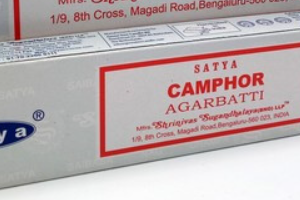 1/9, 8th Cross, Magadi Road, Bengaluru-560 023,
SATYA
CAMPHOR
AGARBATTI
Mfrs. Shrinivas Sugandhalaya (BNG) LLP
1/9, 8th Cross, Magadi Road, Bengaluru-560 023, INDIA
ya ®